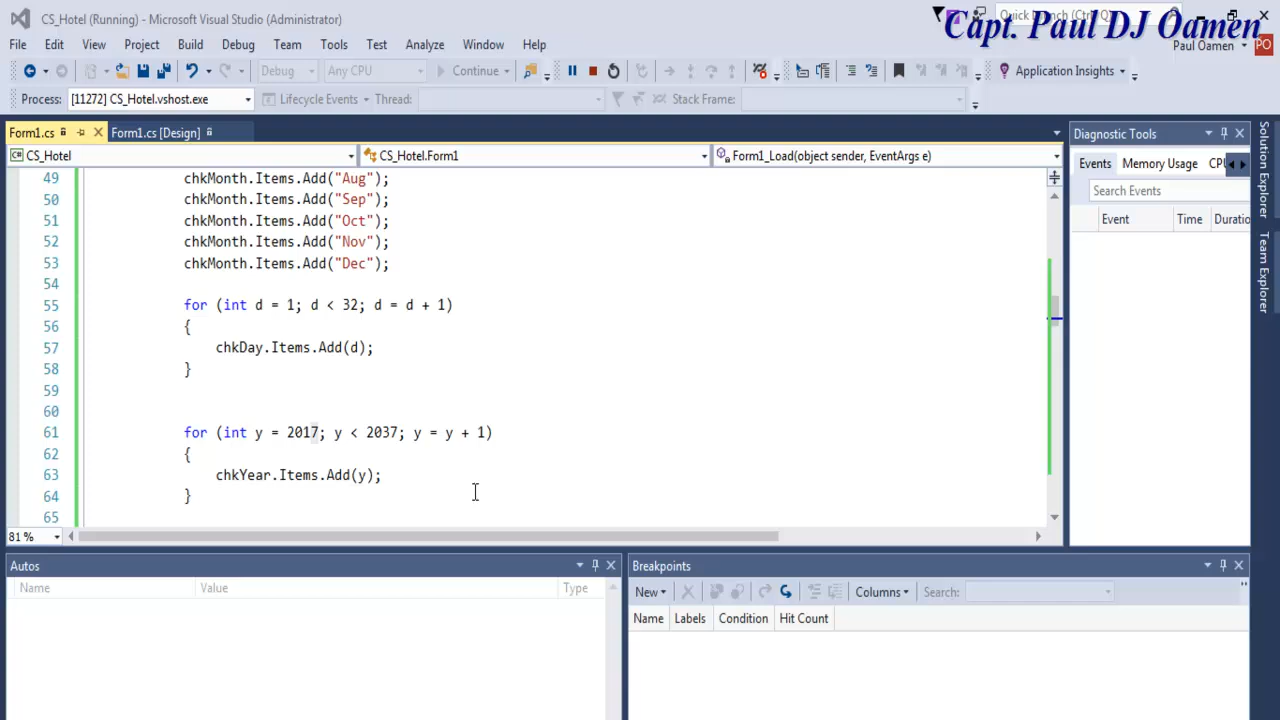 CS_Hotel (Running) - Microsoft Visual Studio (Administrator)
Quick Launch (Ctrl+Q)
Capt. Paul DJ Oamen
File Edit View Project Build Debug Team Tools Test Analyze Window Help
Paul Oamen PO
Debug Any CPU Continue Application Insights
Process: [11272] CS_Hotel.vshost.exe Lifecycle Events Thread: Stack Frame:
Form1.cs Form1.cs [Design]
CS_Hotel CS_Hotel.Form1 Form1_Load(object sender, EventArgs e)
49 chkMonth.Items.Add("Aug");
50 chkMonth.Items.Add("Sep");
51 chkMonth.Items.Add("Oct");
52 chkMonth.Items.Add("Nov");
53 chkMonth.Items.Add("Dec");
54
55 for (int d = 1; d < 32; d = d + 1)
56 {
57 chkDay.Items.Add(d);
58 }
59
60
61 for (int y = 2017; y < 2037; y = y + 1)
62 {
63 chkYear.Items.Add(y);
64 }
65
81 %
Diagnostic Tools
Events Memory Usage CPU
Search Events
Event Time Duratio
Solution Explorer
Team Explorer
Autos
Name Value Type
Breakpoints
New Columns Search:
Name Labels Condition Hit Count